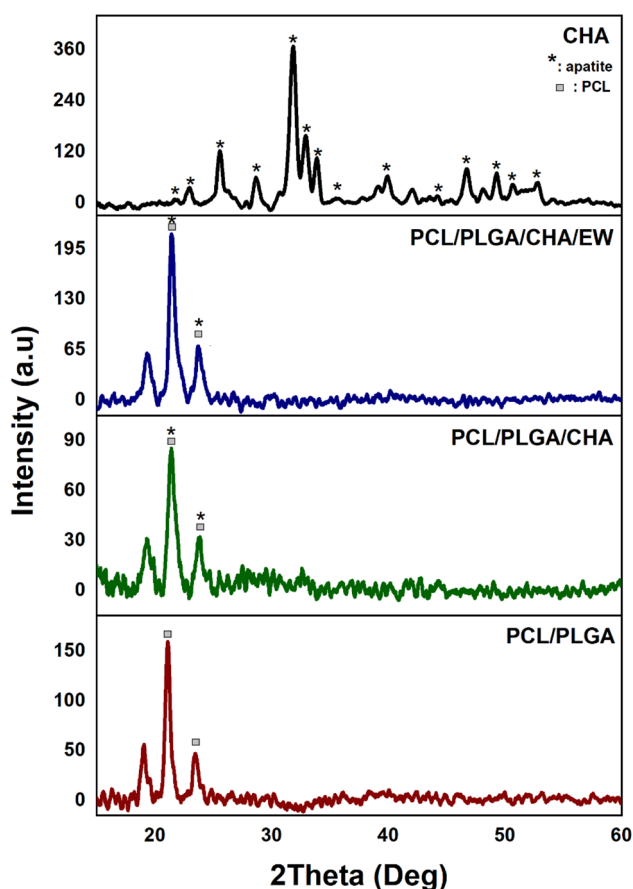 CHA
*: apatite
: PCL
360
240
120
0
PCL/PLGA/CHA/EW
195
130
65
0
PCL/PLGA/CHA
90
60
30
0
PCL/PLGA
150
100
50
0
Intensity (a.u)
20 30 40 50 60
2Theta (Deg)